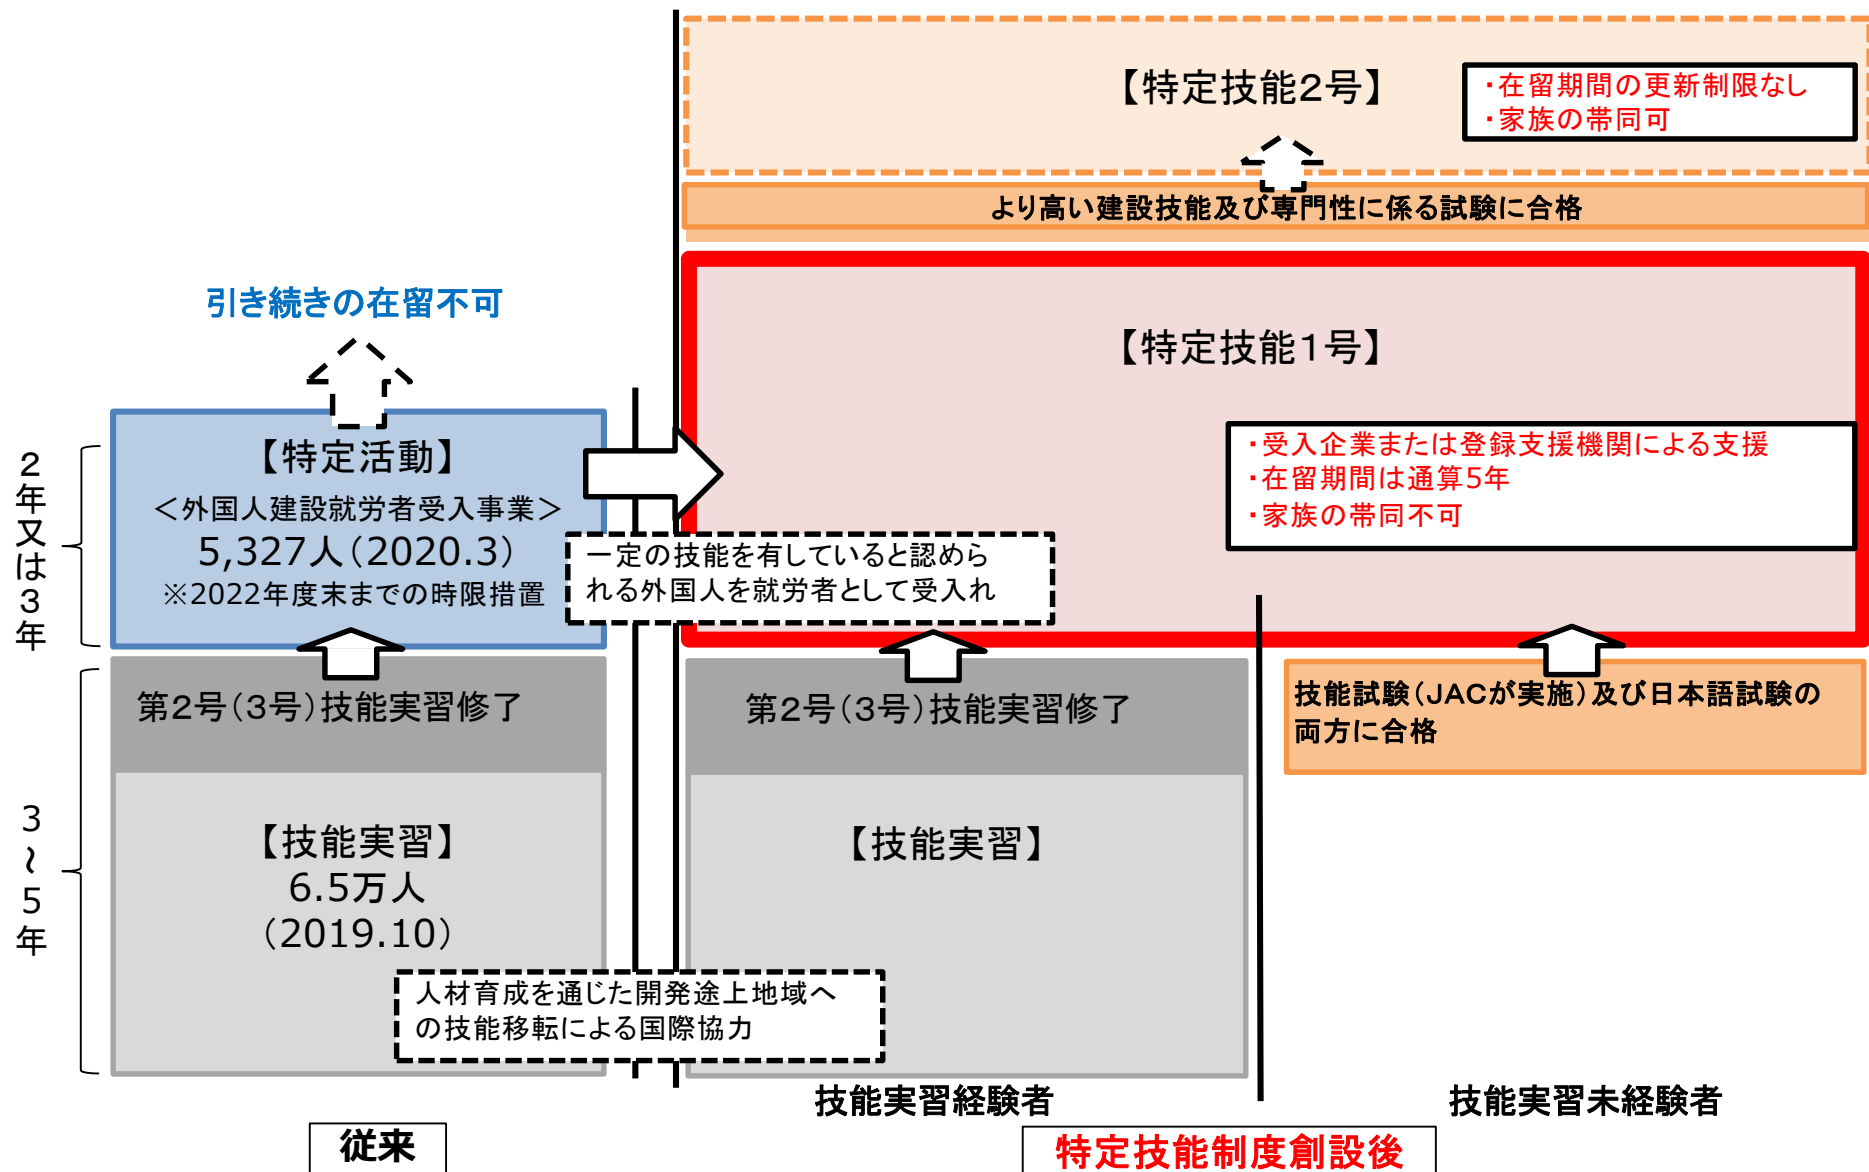 【特定技能２号】
・在留期間の更新制限なし
・家族の帯同可
より高い建設技能及び専門性に係る試験に合格
引き続きの在留不可
【特定技能１号】
・受入企業または登録支援機関による支援
・在留期間は通算5年
・家族の帯同不可
２年又は３年
【特定活動】
＜外国人建設就労者受入事業＞
5,327人（2020.3）
※2022年度末までの時限措置
一定の技能を有していると認めら
れる外国人を就労者として受入れ
第２号（３号）技能実習修了
第２号（３号）技能実習修了
技能試験（JACが実施）及び日本語試験の
両方に合格
３～５年
【技能実習】
6.5万人
（2019.10）
【技能実習】
人材育成を通じた開発途上地域へ
の技能移転による国際協力
技能実習経験者
技能実習未経験者
従来
特定技能制度創設後